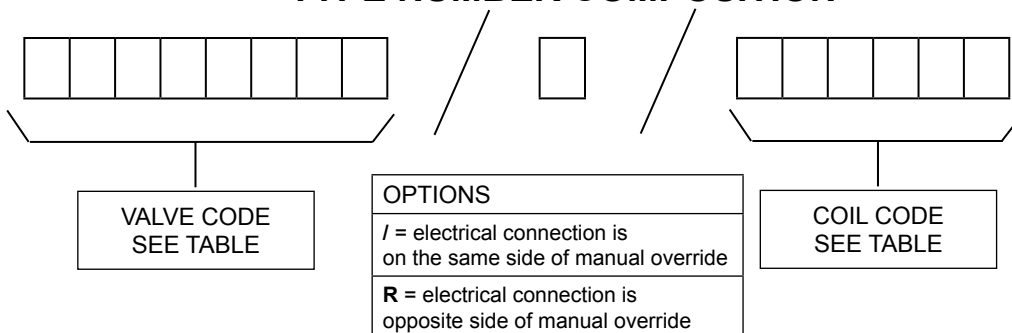 TYPE NUMBER COMPOSITION
VALVE CODE
SEE TABLE
OPTIONS
/ = electrical connection is
on the same side of manual override
R = electrical connection is
opposite side of manual override
COIL CODE
SEE TABLE